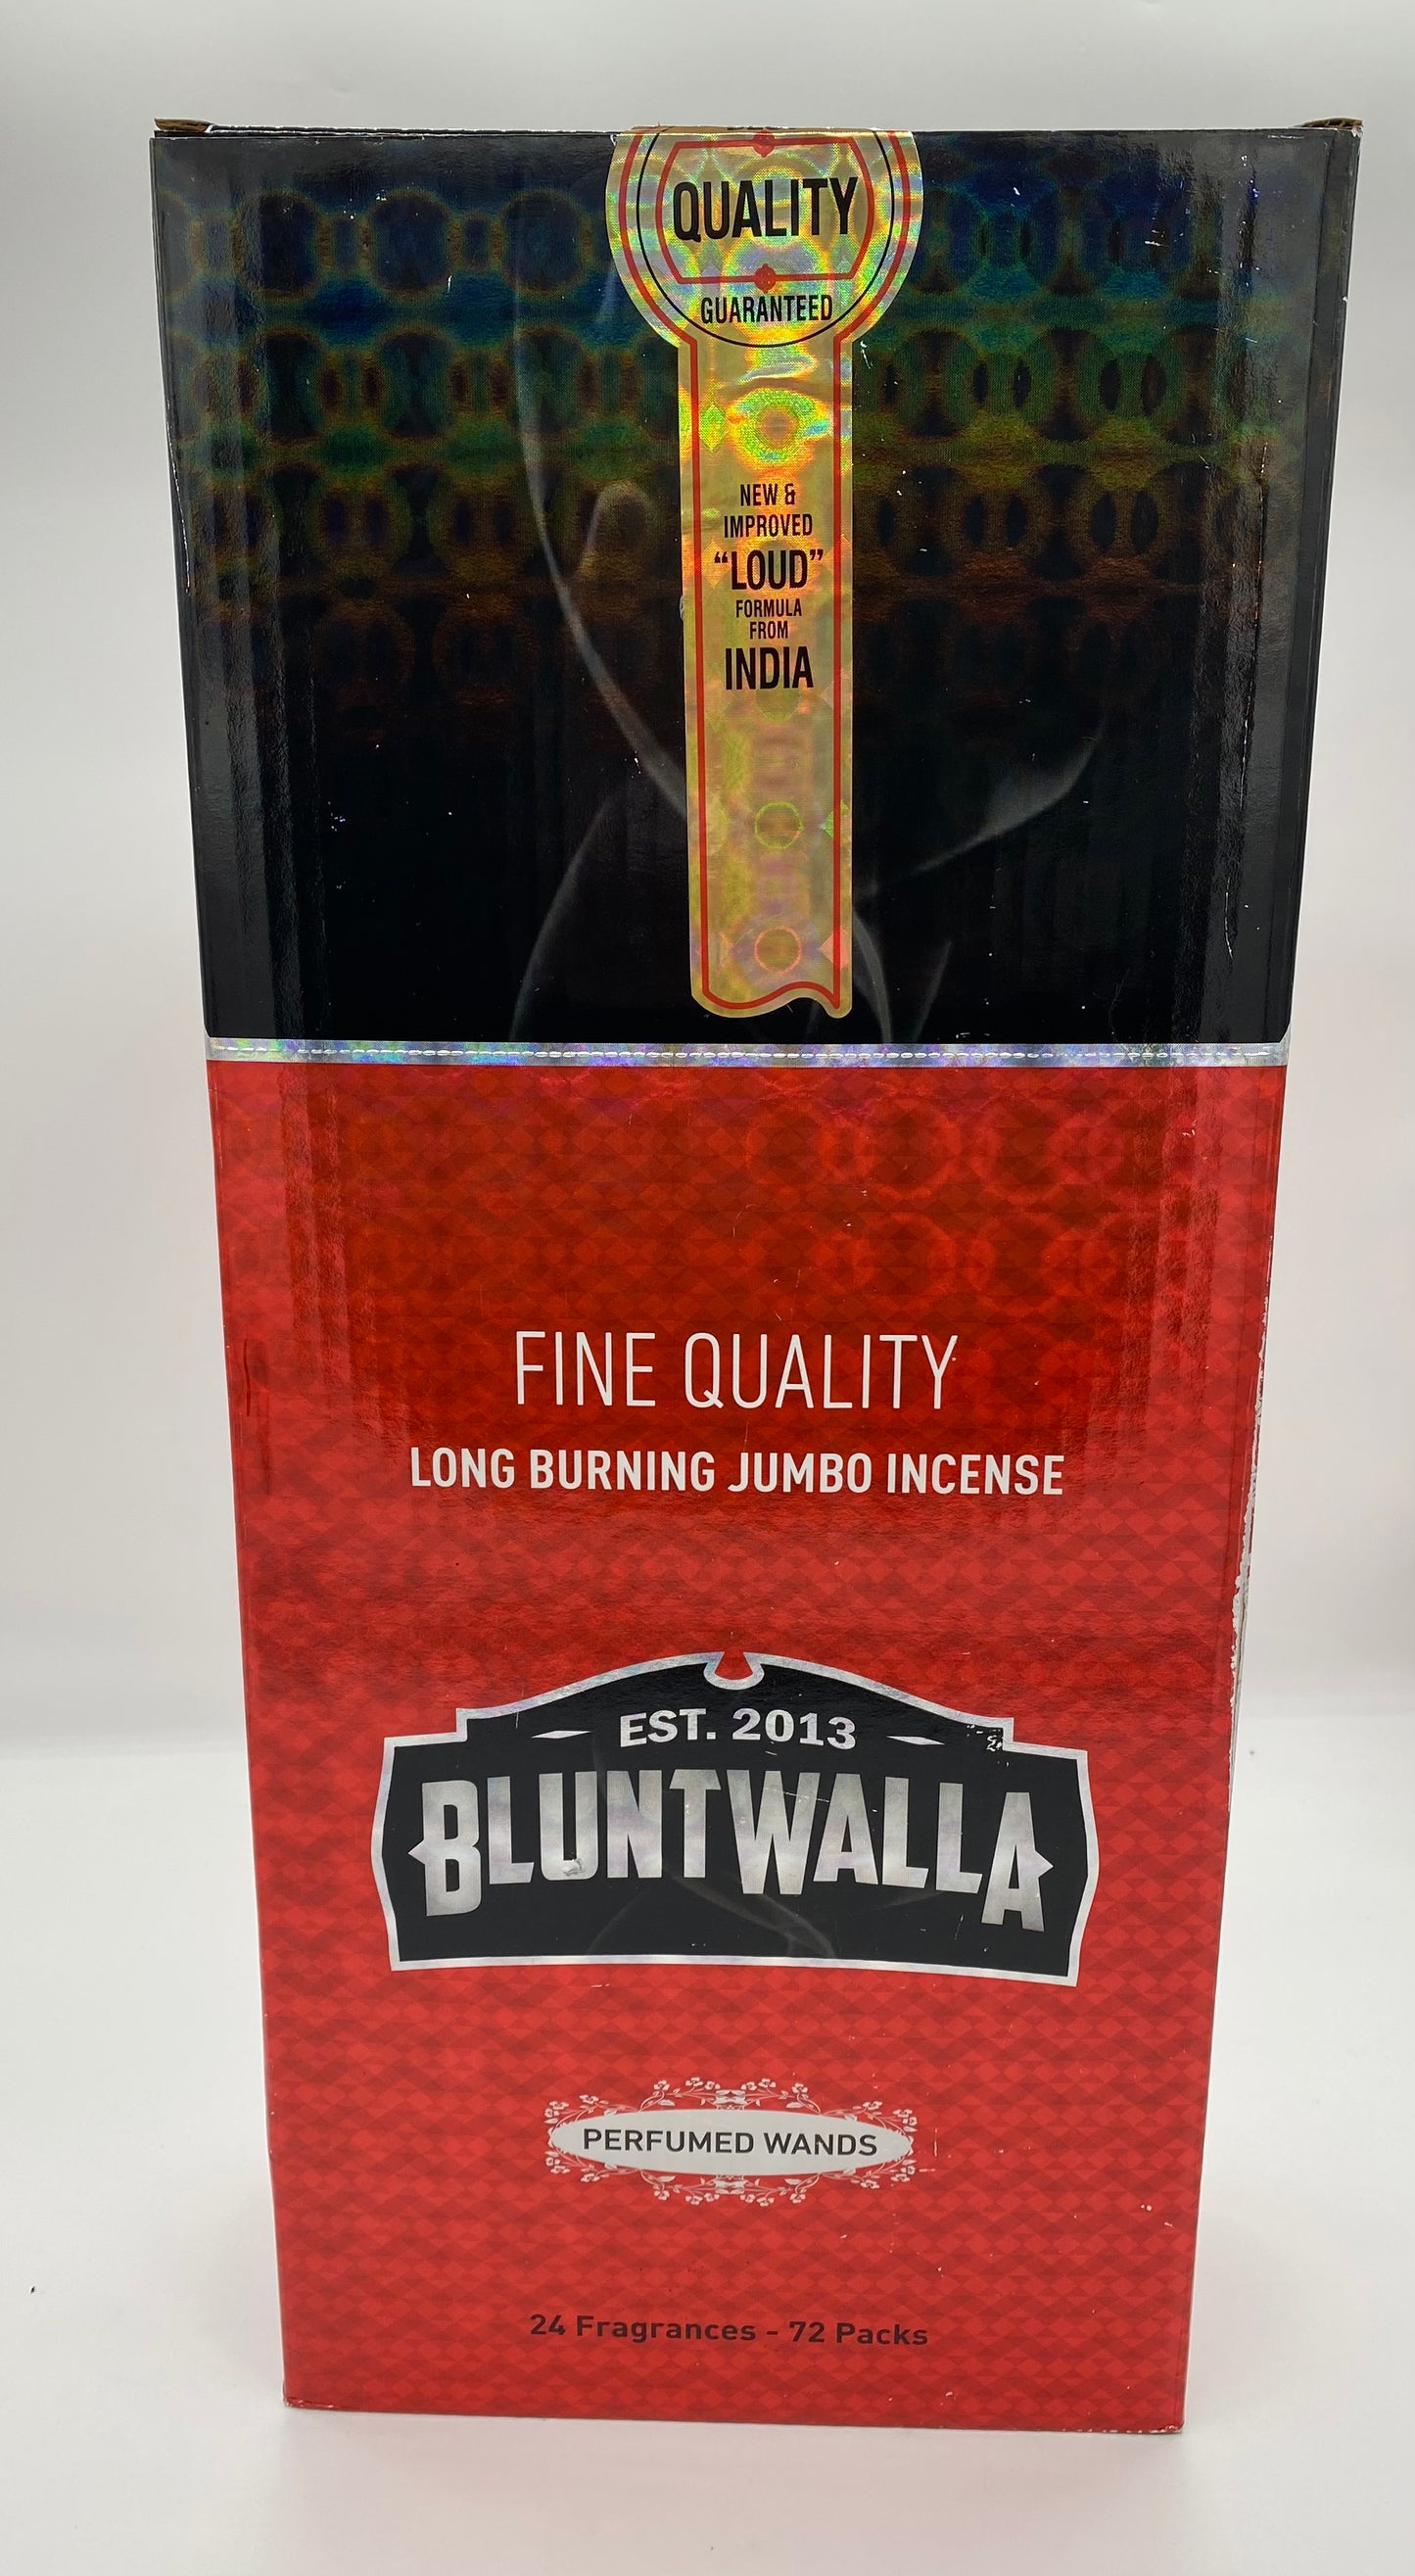 QUALITY
GUARANTEED
NEW &
IMPROVED
“LOUD”
FORMULA
FROM
INDIA
FINE QUALITY
LONG BURNING JUMBO INCENSE
EST. 2013
BLUNTWALLA
PERFUMED WANDS
24 Fragrances - 72 Packs